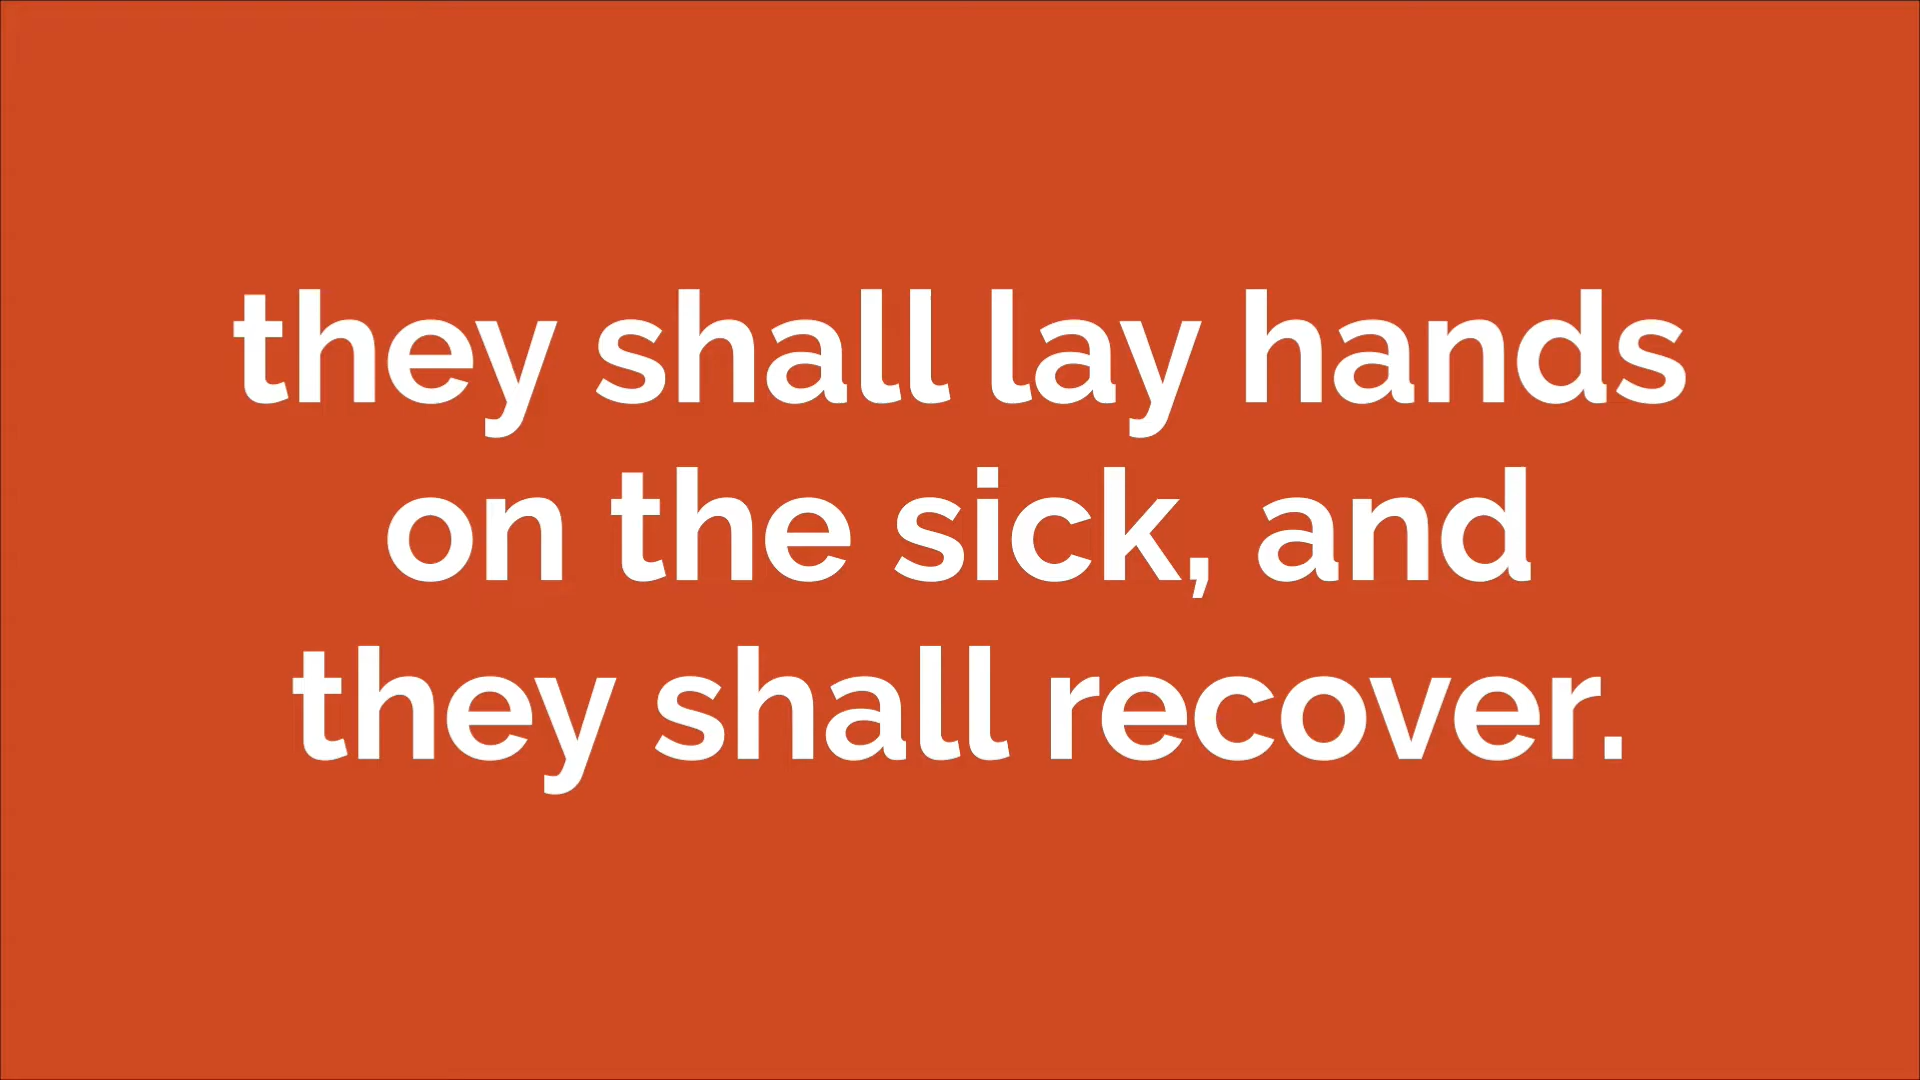 they shall lay hands
on the sick, and
they shall recover.